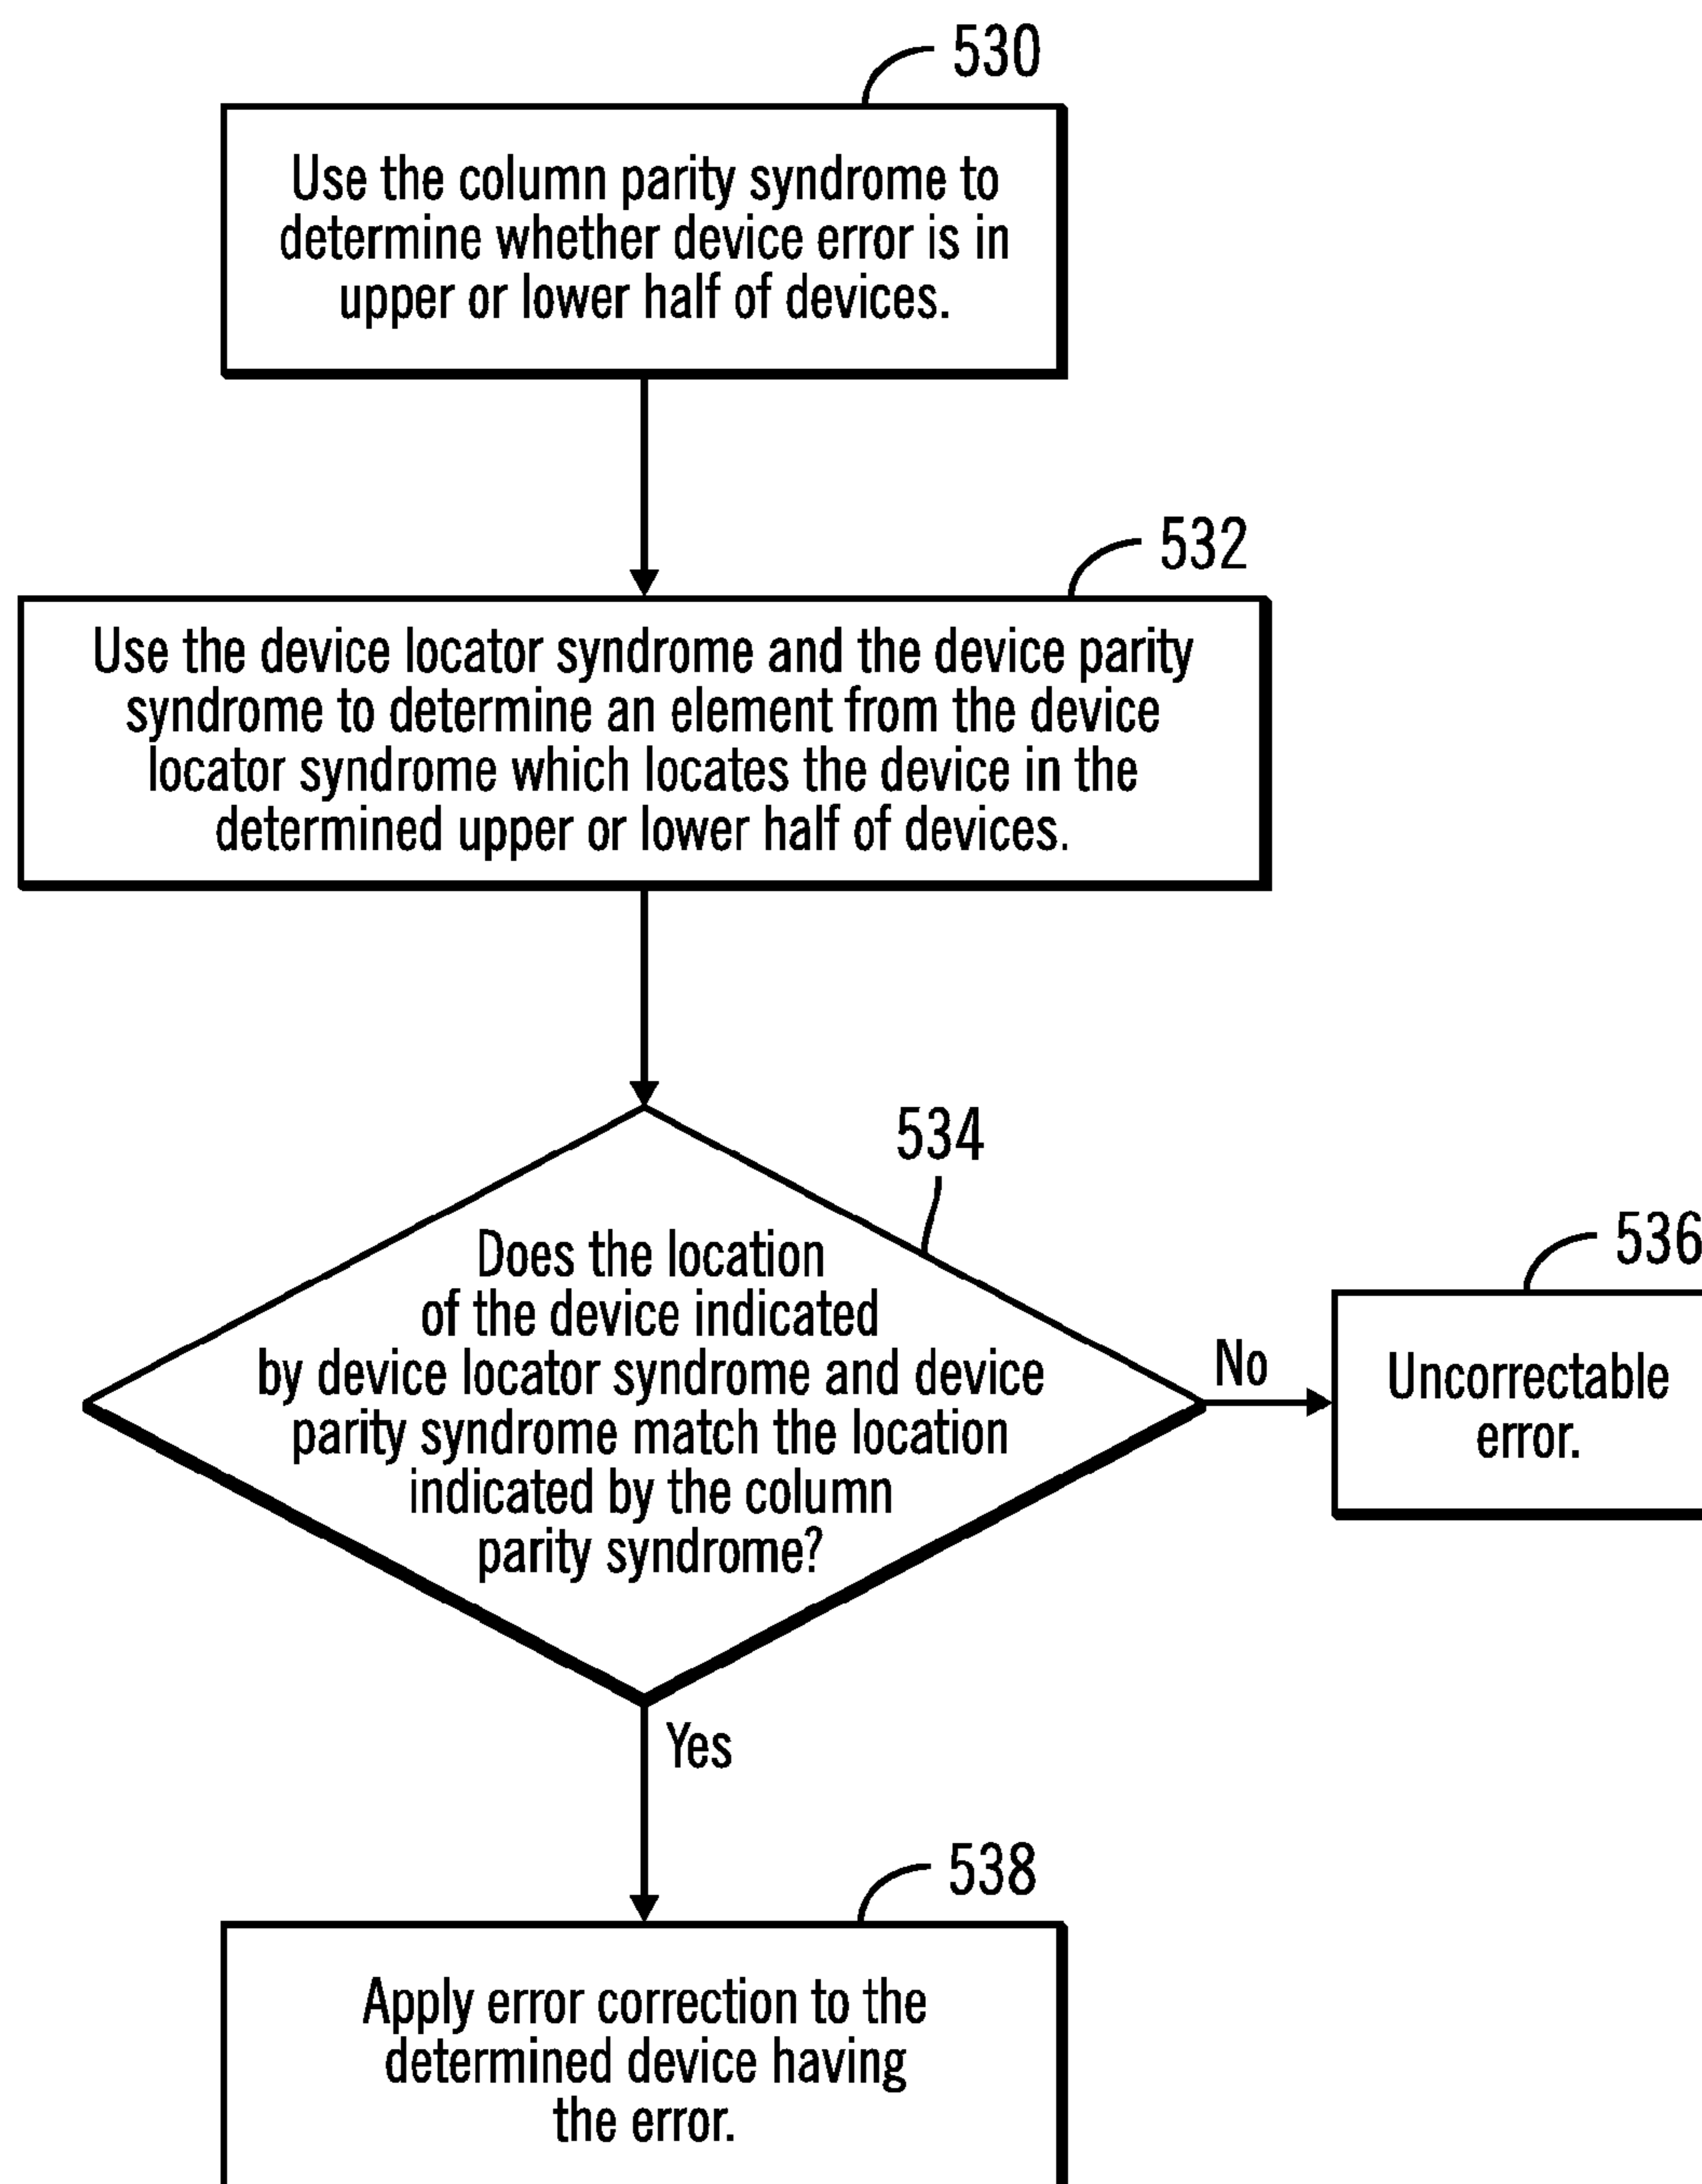 530
Use the column parity syndrome to
determine whether device error is in
upper or lower half of devices.
532
Use the device locator syndrome and the device parity
syndrome to determine an element from the device
locator syndrome which locates the device in the
determined upper or lower half of devices.
534
Does the location
of the device indicated
by device locator syndrome and device
parity syndrome match the location
indicated by the column
parity syndrome?
No
536
Uncorrectable
error.
Yes
538
Apply error correction to the
determined device having
the error.